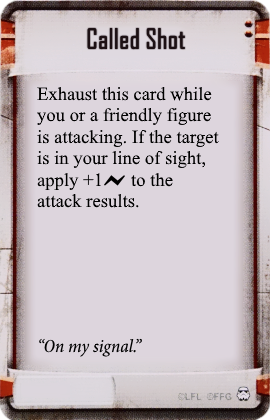 Called Shot
Exhaust this card while
you or a friendly figure
is attacking. If the target
is in your line of sight,
apply +1 to the
attack results.
“On my signal.”
©LFL ©FFG